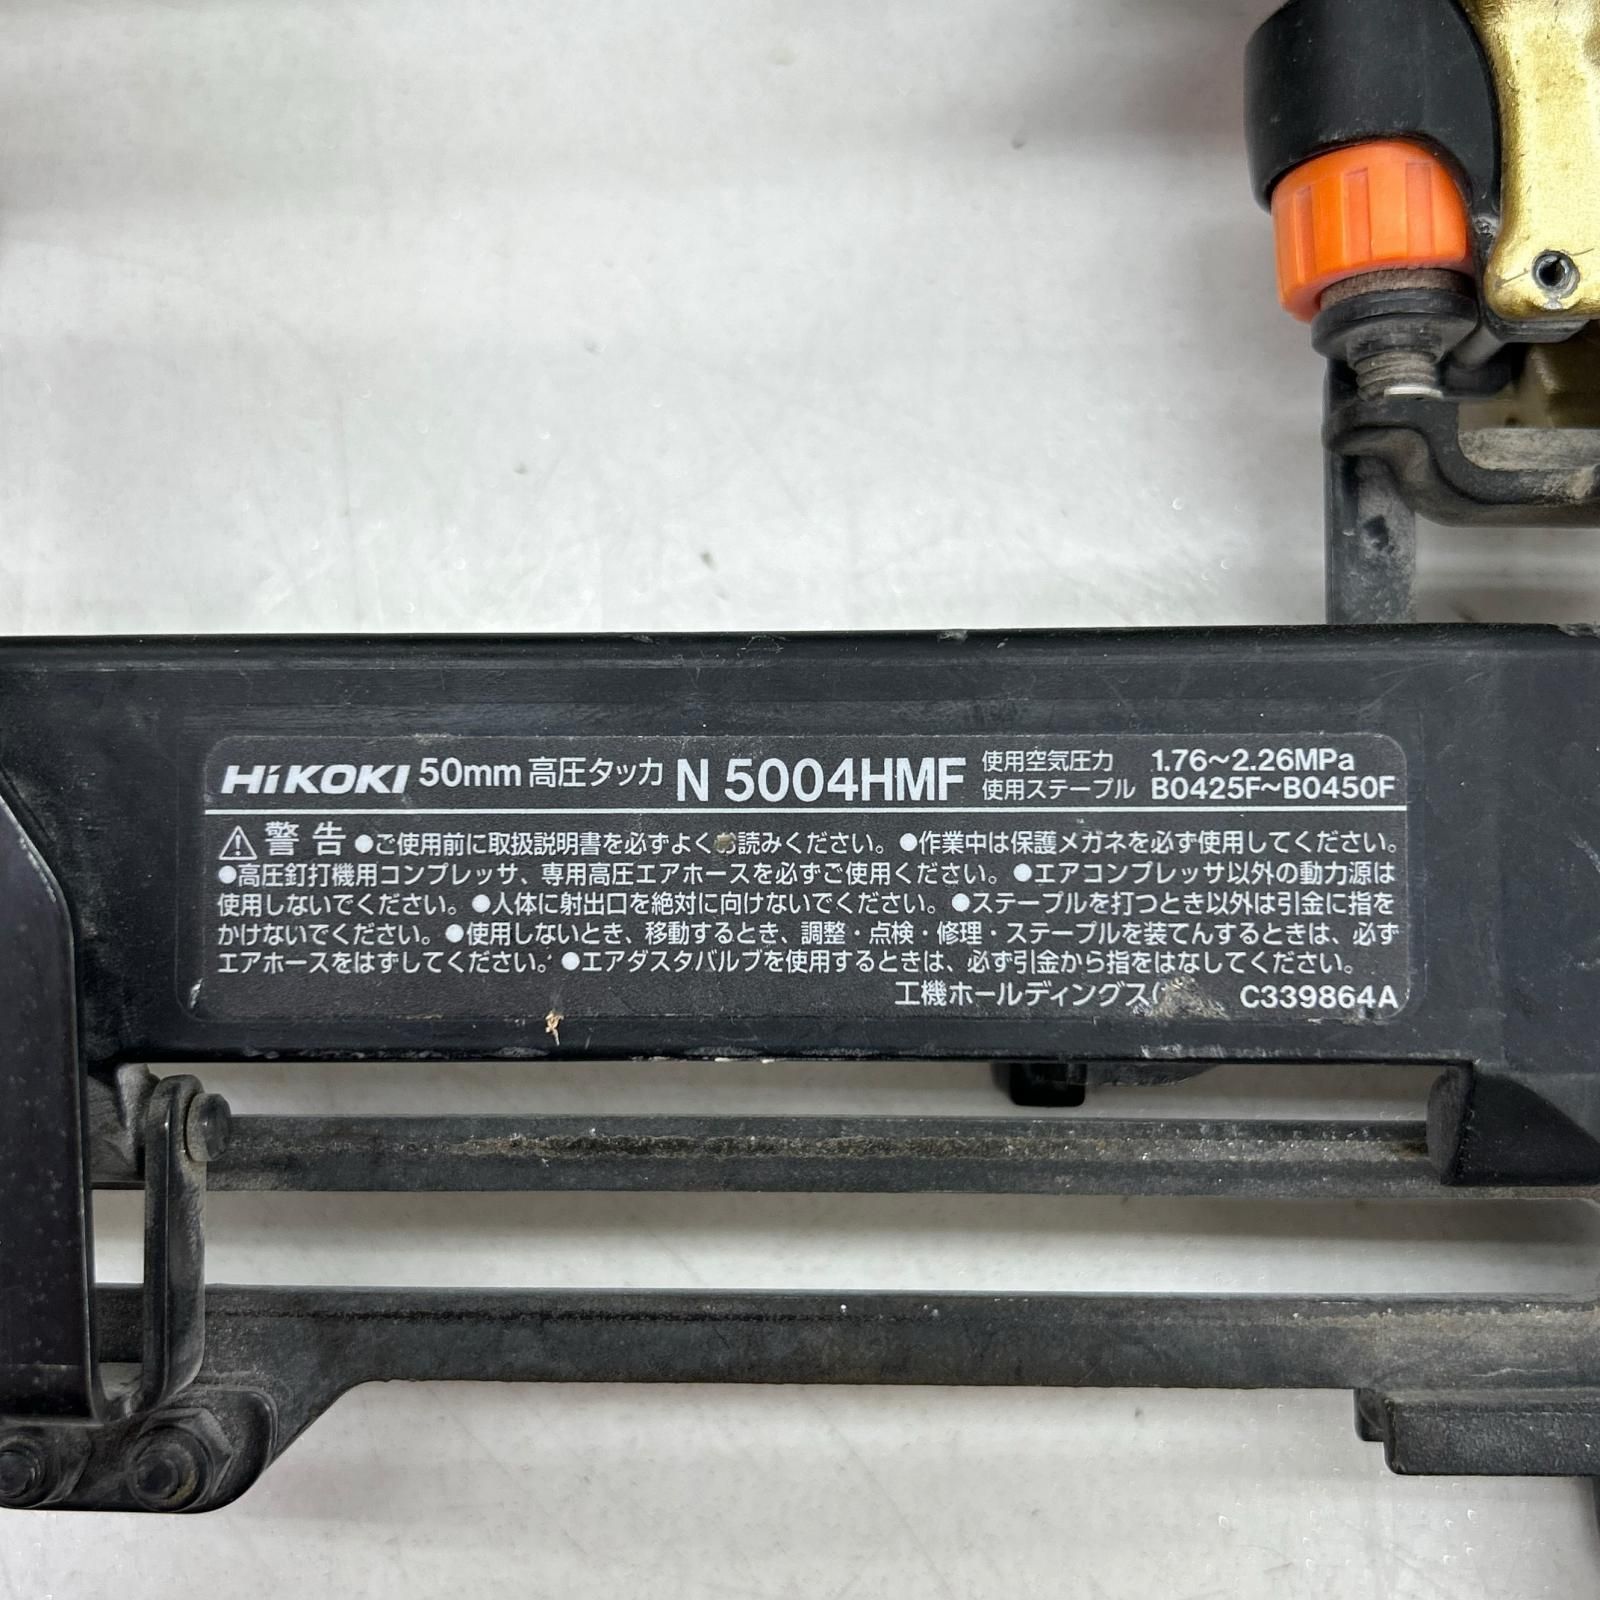 HiKOKI 50mm 高圧タッカ N 5004HMF 使用空気圧力 1.76～2.26MPa
使用ステープル B0425F～B0450F
警告 ●ご使用前に取扱説明書を必ずよくお読みください。●作業中は保護メガネを必ず使用してください。
●高圧釘打機用コンプレッサ、専用高圧エアホースを必ずご使用ください。●エアコンプレッサ以外の動力源は
使用しないでください。●人体に射出口を絶対に向けないでください。●ステープルを打つとき以外は引金に指を
かけないでください。●使用しないとき、移動するとき、調整・点検・修理・ステープルを装てんするときは、必ず
エアホースをはずしてください。●エアダスタバルブを使用するときは、必ず引金から指をはなしてください。
工機ホールディングス( C339864A